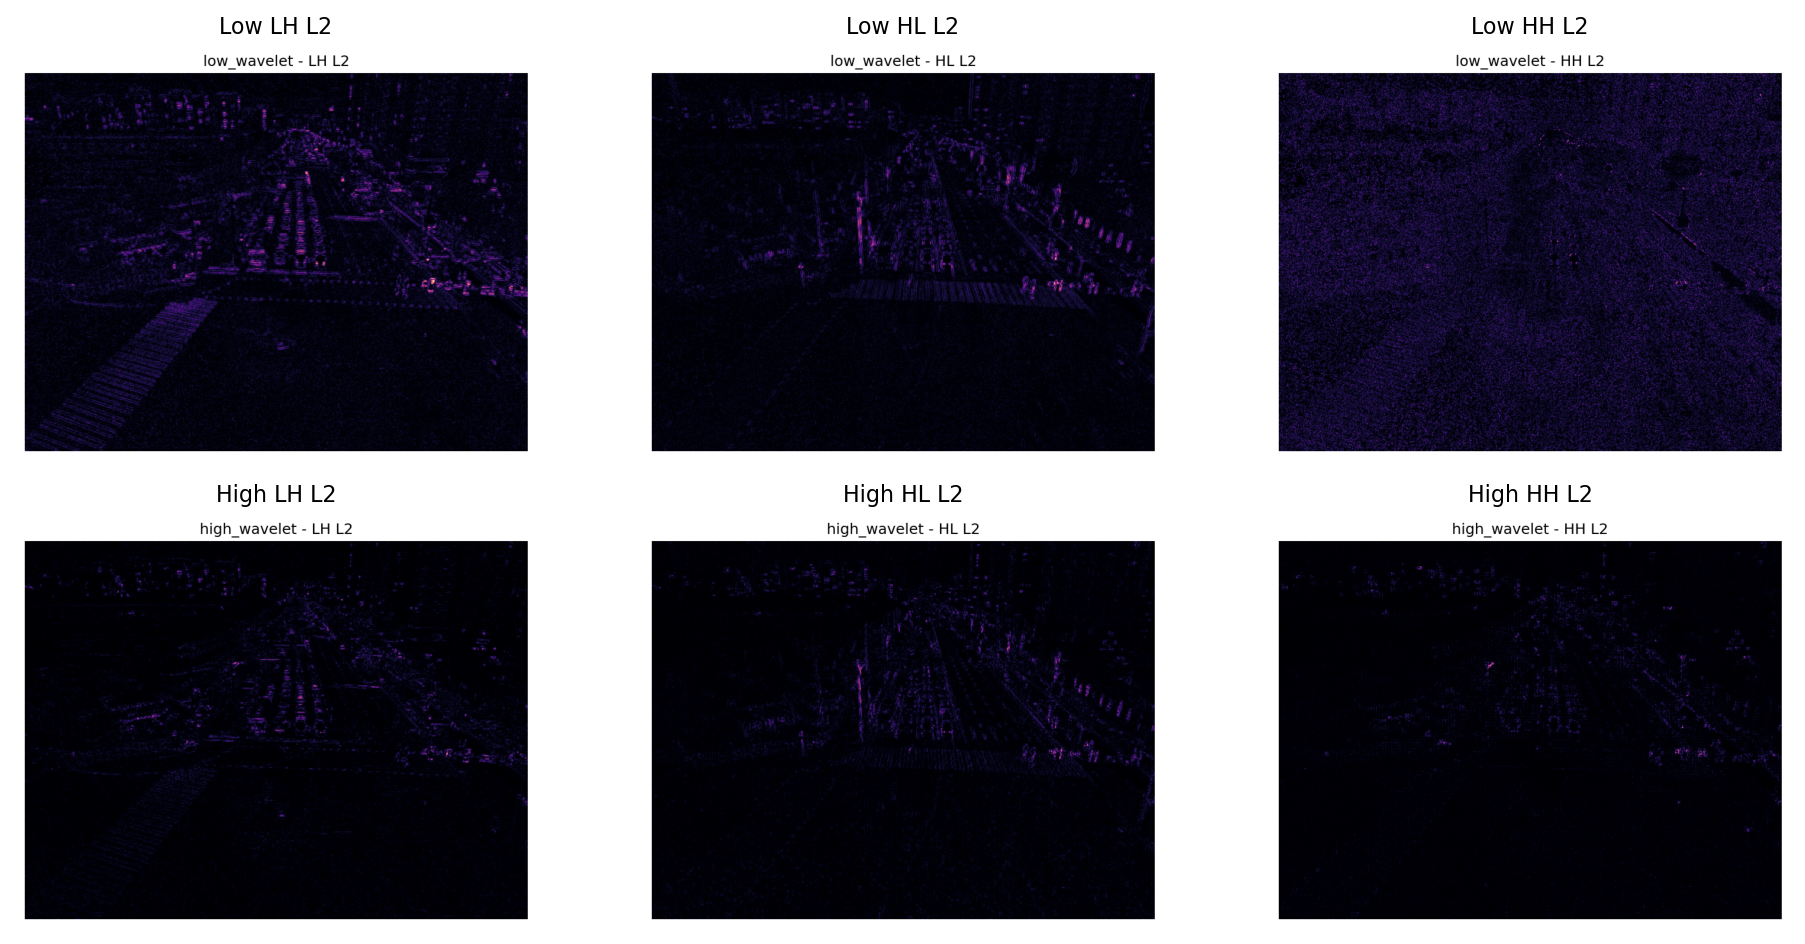 Low LH L2
Low HL L2
Low HH L2
low_wavelet - LH L2
low_wavelet - HL L2
low_wavelet - HH L2
High LH L2
High HL L2
High HH L2
high_wavelet - LH L2
high_wavelet - HL L2
high_wavelet - HH L2